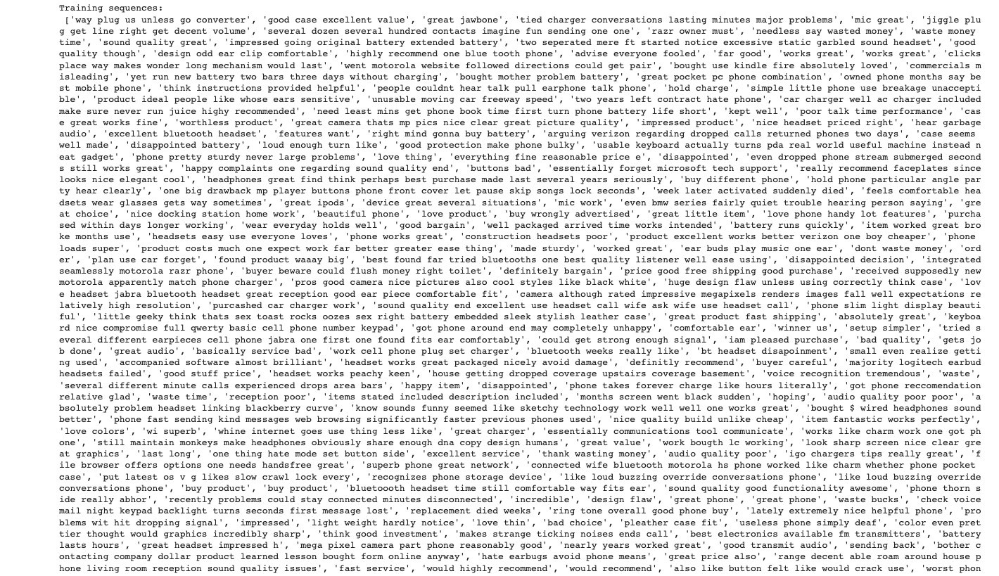 Training sequences:
['way plug us unless go converter', 'good case excellent value', 'great jawbone', 'tied charger conversations lasting minutes major problems', 'mic great', 'jiggle plu
g get line right get decent volume', 'several dozen several hundred contacts imagine fun sending one one', 'razr owner must', 'needless say wasted money', 'waste money
time', 'sound quality great', 'impressed going original battery extended battery', 'two seperated mere ft started notice excessive static garbled sound headset', 'good
quality though', 'design odd ear clip comfortable', 'highly recommend one blue tooth phone', 'advise everyone fooled', 'far good', 'works great', 'works great', 'clicks
place way makes wonder long mechanism would last', 'went motorola website followed directions could get pair', 'bought use kindle fire absolutely loved', 'commercials m
isleading', 'yet run new battery two bars three days without charging', 'bought mother problem battery', 'great pocket pc phone combination', 'owned phone months say be
st mobile phone', 'think instructions provided helpful', 'people couldnt hear talk pull earphone talk phone', 'hold charge', 'simple little phone use breakage unaccepti
ble', 'product ideal people like whose ears sensitive', 'unusable moving car freeway speed', 'two years left contract hate phone', 'car charger well ac charger included
make sure never run juice highy recommended', 'need least mins get phone book time first turn phone battery life short', 'kept well', 'poor talk time performance', 'cas
e great works fine', 'worthless product', 'great camera thats mp pics nice clear great picture quality', 'impressed product', 'nice headset priced right', 'hear garbage
audio', 'excellent bluetooth headset', 'features want', 'right mind gonna buy battery', 'arguing verizon regarding dropped calls returned phones two days', 'case seems
well made', 'disappointed battery', 'loud enough turn like', 'good protection make phone bulky', 'usable keyboard actually turns pda real world useful machine instead n
eat gadget', 'phone pretty sturdy never large problems', 'love thing', 'everything fine reasonable price e', 'disappointed', 'even dropped phone stream submerged second
s still works great', 'happy complaints one regarding sound quality end', 'buttons bad', 'essentially forget microsoft tech support', 'really recommend faceplates since
looks nice elegant cool', 'headphones great find think perhaps best purchase made last several years seriously', 'buy different phone', 'hold phone particular angle par
ty hear clearly', 'one big drawback mp player buttons phone front cover let pause skip songs lock seconds', 'week later activated suddenly died', 'feels comfortable hea
dsets wear glasses gets way sometimes', 'great ipods', 'device great several situations', 'mic work', 'even bmw series fairly quiet trouble hearing person saying', 'gre
at choice', 'nice docking station home work', 'beautiful phone', 'love product', 'buy wrongly advertised', 'great little item', 'love phone handy lot features', 'purcha
sed within days longer working', 'wear everyday holds well', 'good bargain', 'well packaged arrived time works intended', 'battery runs quickly', 'item worked great bro
ke months use', 'headsets easy use everyone loves', 'phone works great', 'construction headsets poor', 'product excellent works better verizon one boy cheaper', 'phone
loads super', 'product costs much one expect work far better greater ease thing', 'made sturdy', 'worked great', 'ear buds play music one ear', 'dont waste money', 'ord
er', 'plan use car forget', 'found product waaay big', 'best found far tried bluetooths one best quality listener well ease using', 'disappointed decision', 'integrated
seamlessly motorola razr phone', 'buyer beware could flush money right toilet', 'definitely bargain', 'price good free shipping good purchase', 'received supposedly new
motorola apparently match phone charger', 'pros good camera nice pictures also cool styles like black white', 'huge design flaw unless using correctly think case', 'lov
e headset jabra bluetooth headset great reception good ear piece comfortable fit', 'camera although rated impressive megapixels renders images fall well expectations re
latively high resolution', 'purcashed car charger work', 'sound quality end excellent use headset call wife ask wife use headset call', 'phone slim light display beauti
ful', 'little geeky think thats sex toast rocks oozes sex right battery embedded sleek stylish leather case', 'great product fast shipping', 'absolutely great', 'keyboa
rd nice compromise full qwerty basic cell phone number keypad', 'got phone around end may completely unhappy', 'comfortable ear', 'winner us', 'setup simpler', 'tried s
everal different earpieces cell phone jabra one first one found fits ear comfortably', 'could get strong enough signal', 'iam pleased purchase', 'bad quality', 'gets jo
b done', 'great audio', 'basically service bad', 'work cell phone plug set charger', 'bluetooth weeks really like', 'bt headset disapoinment', 'small even realize getti
ng used', 'accompanied software almost brilliant', 'headset works great packaged nicely avoid damage', 'definitly recommend', 'buyer careful', 'majority logitech earbud
headsets failed', 'good stuff price', 'headset works peachy keen', 'house getting dropped coverage upstairs coverage basement', 'voice recognition tremendous', 'waste',
'several different minute calls experienced drops area bars', 'happy item', 'disappointed', 'phone takes forever charge like hours literally', 'got phone reccomendation
relative glad', 'waste time', 'reception poor', 'items stated included description included', 'months screen went black sudden', 'hoping', 'audio quality poor poor', 'a
bsolutely problem headset linking blackberry curve', 'know sounds funny seemed like sketchy technology work well well one works great', 'bought $ wired headphones sound
better', 'phone fast sending kind messages web browsing significantly faster previous phones used', 'nice quality build unlike cheap', 'item fantastic works perfectly',
'love colors', 'wi superb', 'whine internet goes use thing less like', 'great charger', 'essentially communications tool communicate', 'works like charm work one got ph
one', 'still maintain monkeys make headphones obviously share enough dna copy design humans', 'great value', 'work bougth lc working', 'look sharp screen nice clear gre
at graphics', 'last long', 'one thing hate mode set button side', 'excellent service', 'thank wasting money', 'audio quality poor', 'igo chargers tips really great', 'f
ile browser offers options one needs handsfree great', 'superb phone great network', 'connected wife bluetooth motorola hs phone worked like charm whether phone pocket
case', 'put latest os v g likes slow crawl lock every', 'recognizes phone storage device', 'like loud buzzing override conversations phone', 'like loud buzzing override
conversations phone', 'buy product', 'buy product', 'bluetoooth headset time still comfortable way fits ear', 'sound quality good functionality awesome', 'phone thorn s
ide really abhor', 'recently problems could stay connected minutes disconnected', 'incredible', 'design flaw', 'great phone', 'great phone', 'waste bucks', 'check voice
mail night keypad backlight turns seconds first message lost', 'replacement died weeks', 'ring tone overall good phone buy', 'lately extremely nice helpful phone', 'pro
blems wit hit dropping signal', 'impressed', 'light weight hardly notice', 'love thin', 'bad choice', 'pleather case fit', 'useless phone simply deaf', 'color even pret
tier thought would graphics incredibly sharp', 'think good investment', 'makes strange ticking noises ends call', 'best electronics available fm transmitters', 'battery
lasts hours', 'great headset impressed h', 'mega pixel camera part phone reasonably good', 'nearly years worked great', 'good transmit audio', 'sending back', 'bother c
ontacting company dollar product learned lesson bought form online anyway', 'hate earbugs avoid phone means', 'great price also', 'range decent able roam around house p
hone living room reception sound quality issues', 'fast service', 'would highly recommend', 'would recommend', 'also like button felt like would crack use', 'worst phon